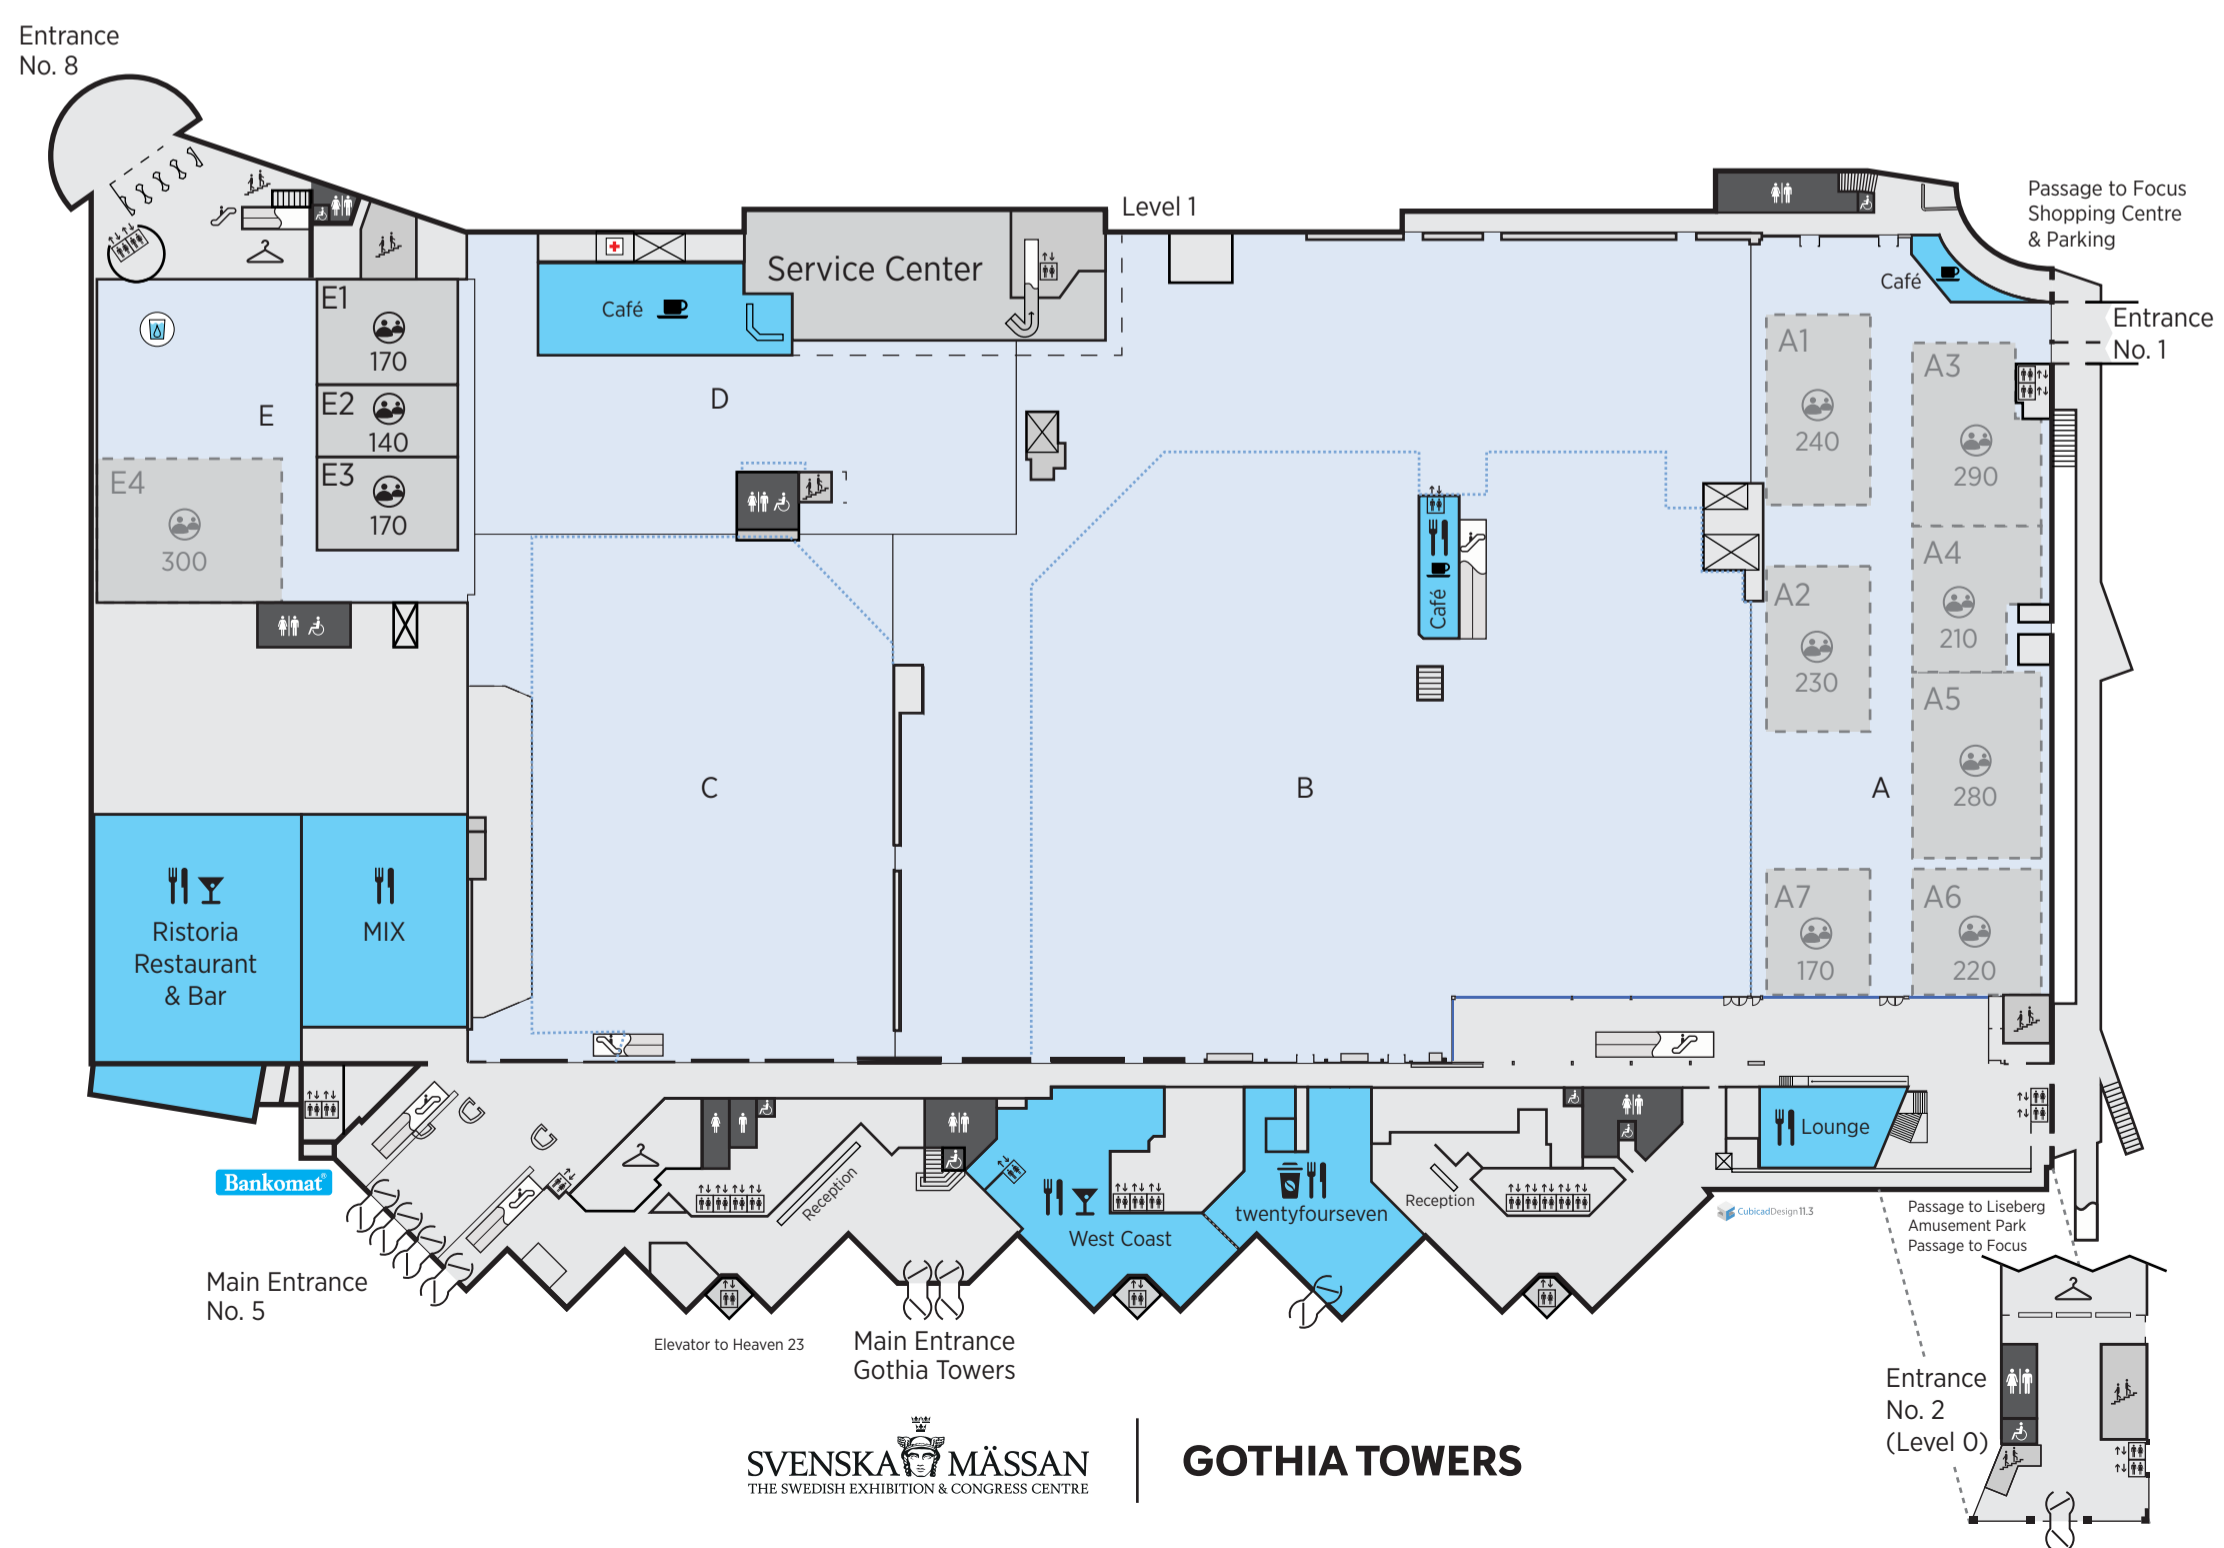 Entrance
No. 8
Level 1
Passage to Focus
Shopping Centre
& Parking
Service Center
Café
Café
Entrance
No. 1
E1
170
E2
140
E3
170
E
E4
300
D
A1
240
A3
290
A4
210
A2
230
A5
280
Café
C
B
A
A7
170
A6
220
Ristoria
Restaurant
& Bar
MIX
Lounge
Bankomat®
Reception
West Coast
twentyfourseven
Reception
CubicadDesign 11.3
Passage to Liseberg
Amusement Park
Passage to Focus
Main Entrance
No. 5
Elevator to Heaven 23
Main Entrance
Gothia Towers
Entrance
No. 2
(Level 0)
SVENSKA MÄSSAN
THE SWEDISH EXHIBITION & CONGRESS CENTRE
GOTHIA TOWERS